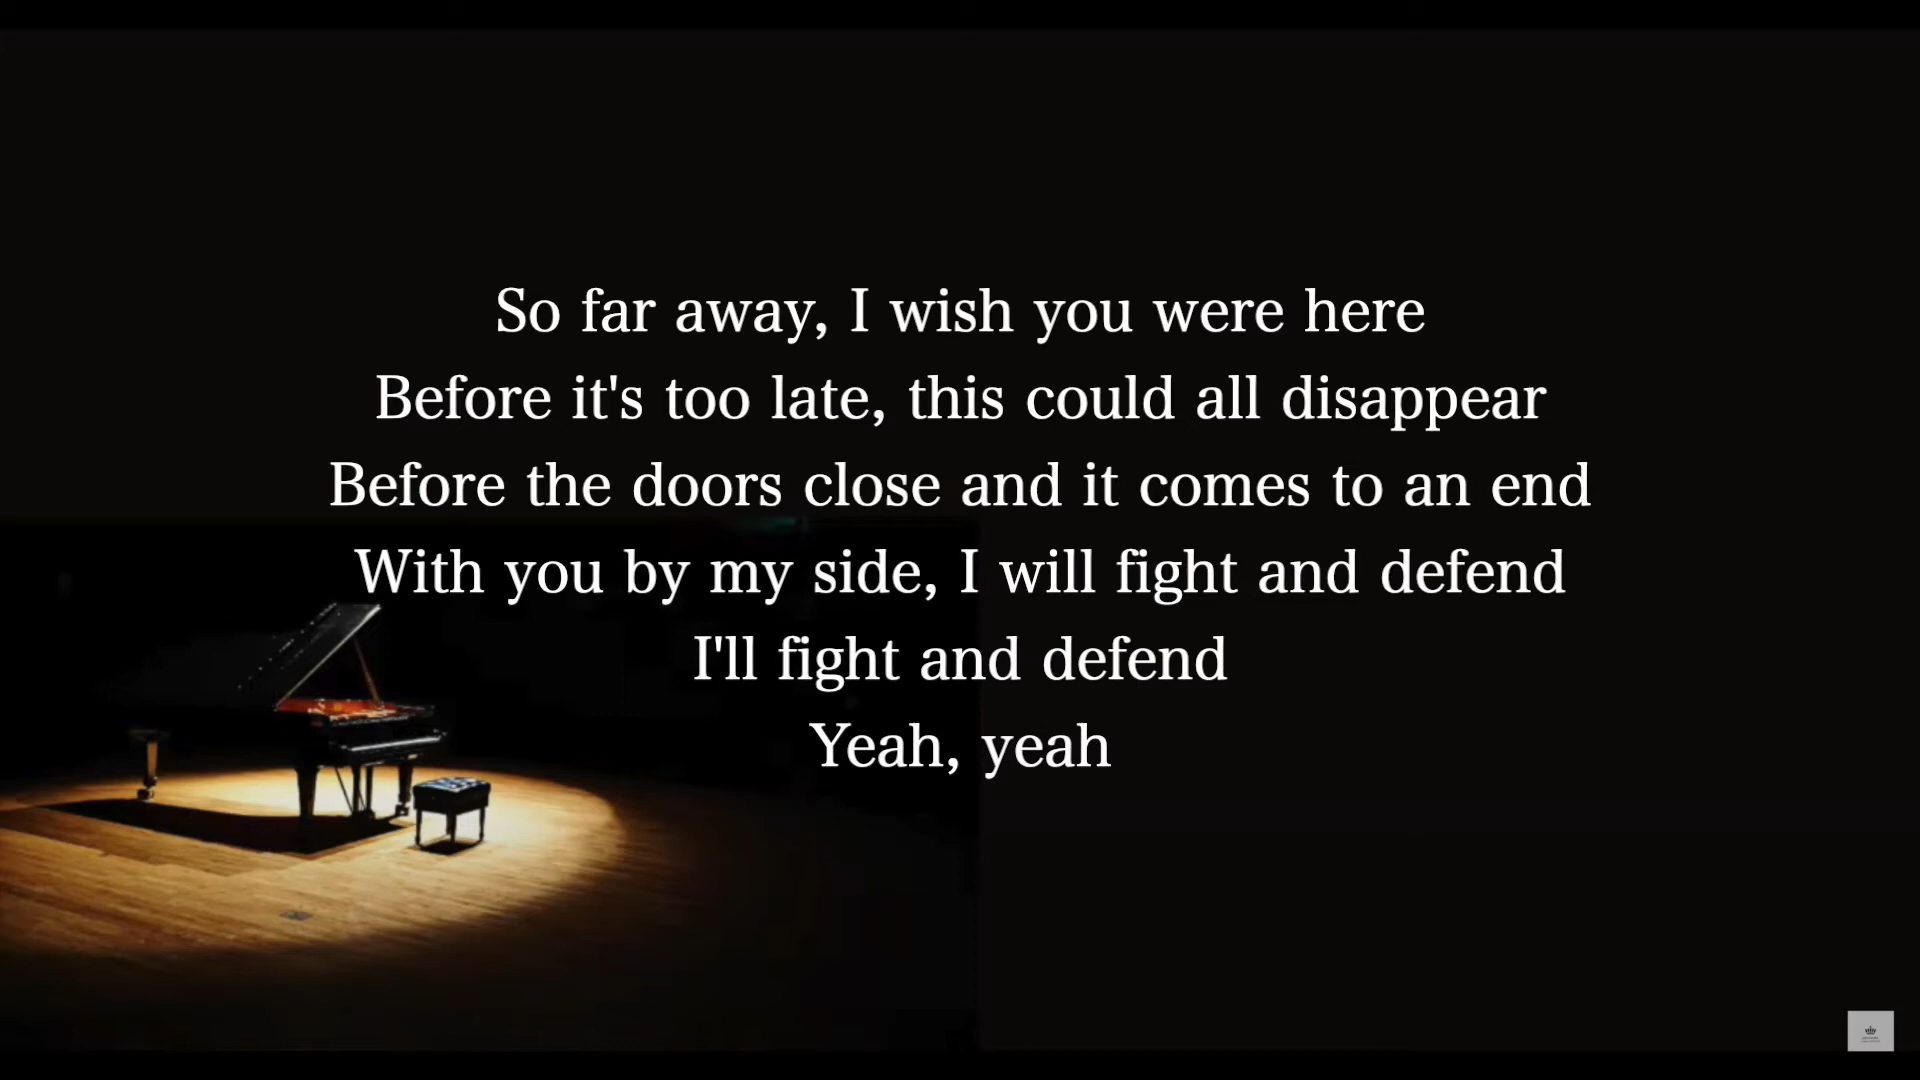 So far away, I wish you were here
Before it's too late, this could all disappear
Before the doors close and it comes to an end
With you by my side, I will fight and defend
I'll fight and defend
Yeah, yeah